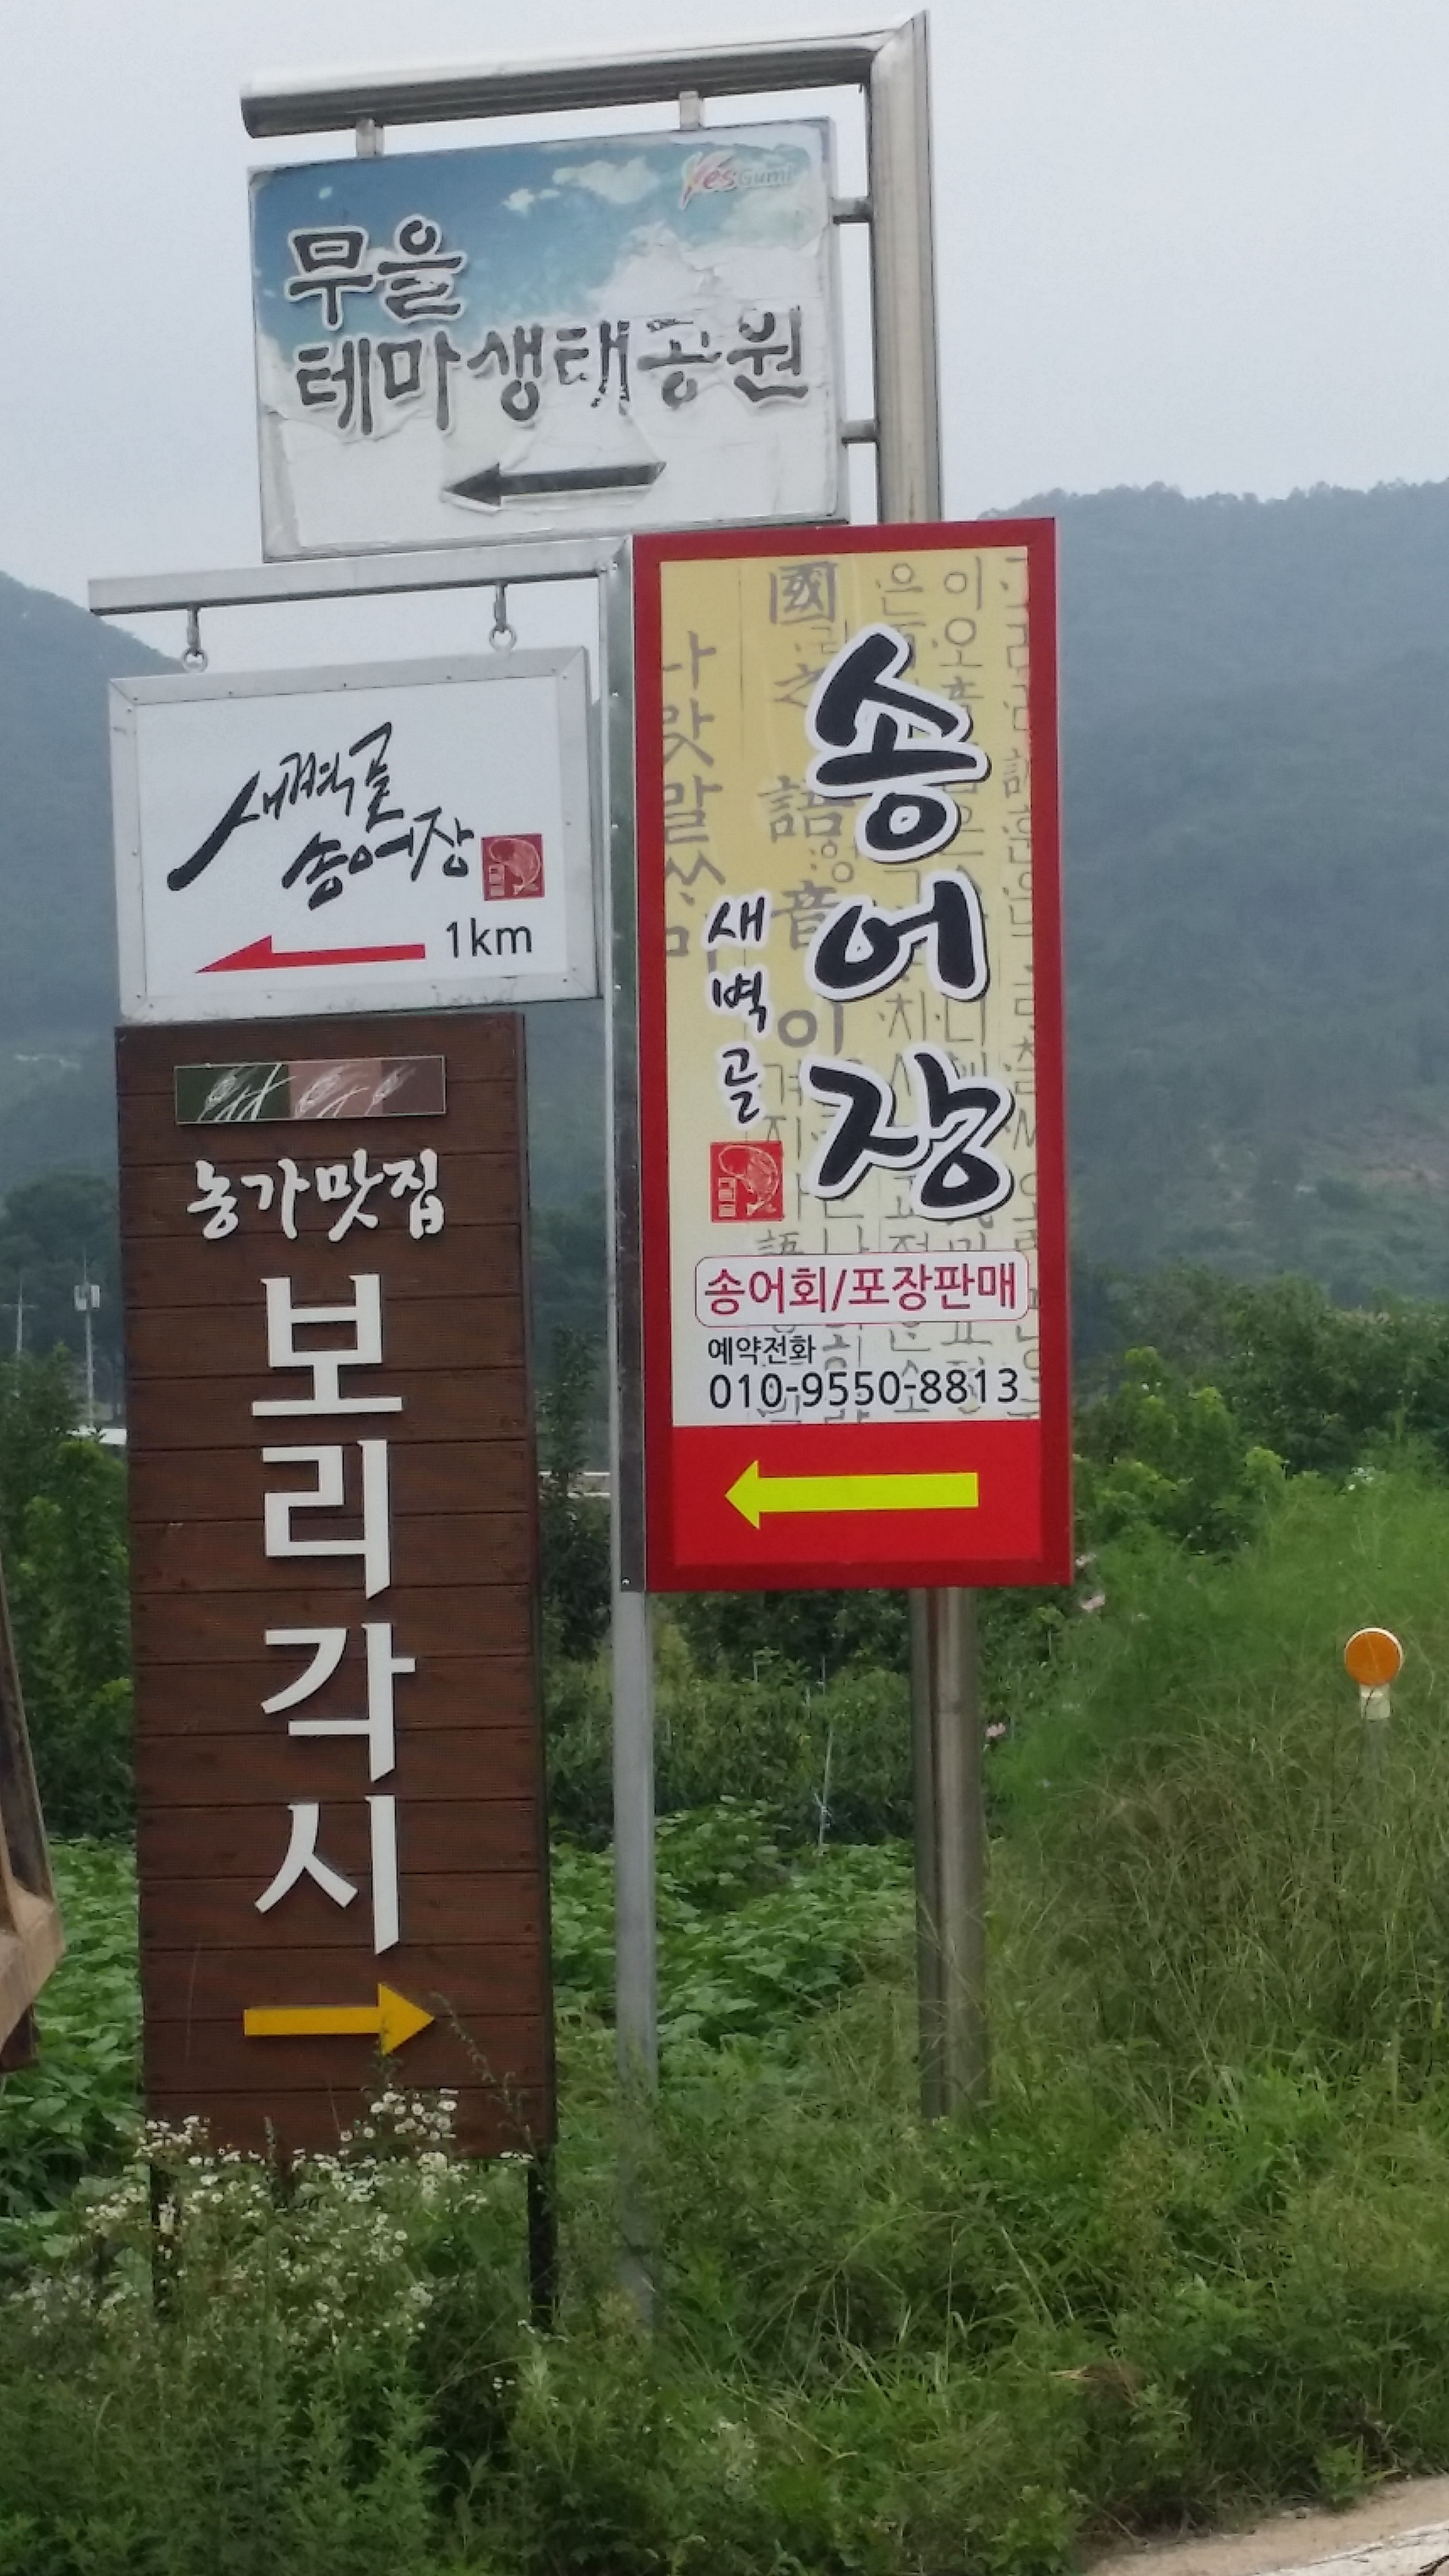 Yes Gumi
무을
테마생태공원
새벽골
송어장
1km
농가맛집
보리각시
송어장
새벽골
송어회/포장판매
예약전화
010-9550-8813